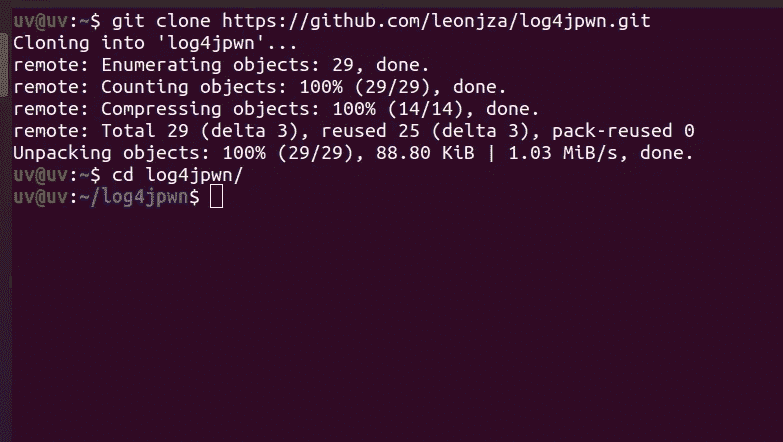 uv@uv:~$ git clone https://github.com/leonjza/log4jpwn.git
Cloning into 'log4jpwn'...
remote: Enumerating objects: 29, done.
remote: Counting objects: 100% (29/29), done.
remote: Compressing objects: 100% (14/14), done.
remote: Total 29 (delta 3), reused 25 (delta 3), pack-reused 0
Unpacking objects: 100% (29/29), 88.80 KiB | 1.03 MiB/s, done.
uv@uv:~$ cd log4jpwn/
uv@uv:~/log4jpwn$